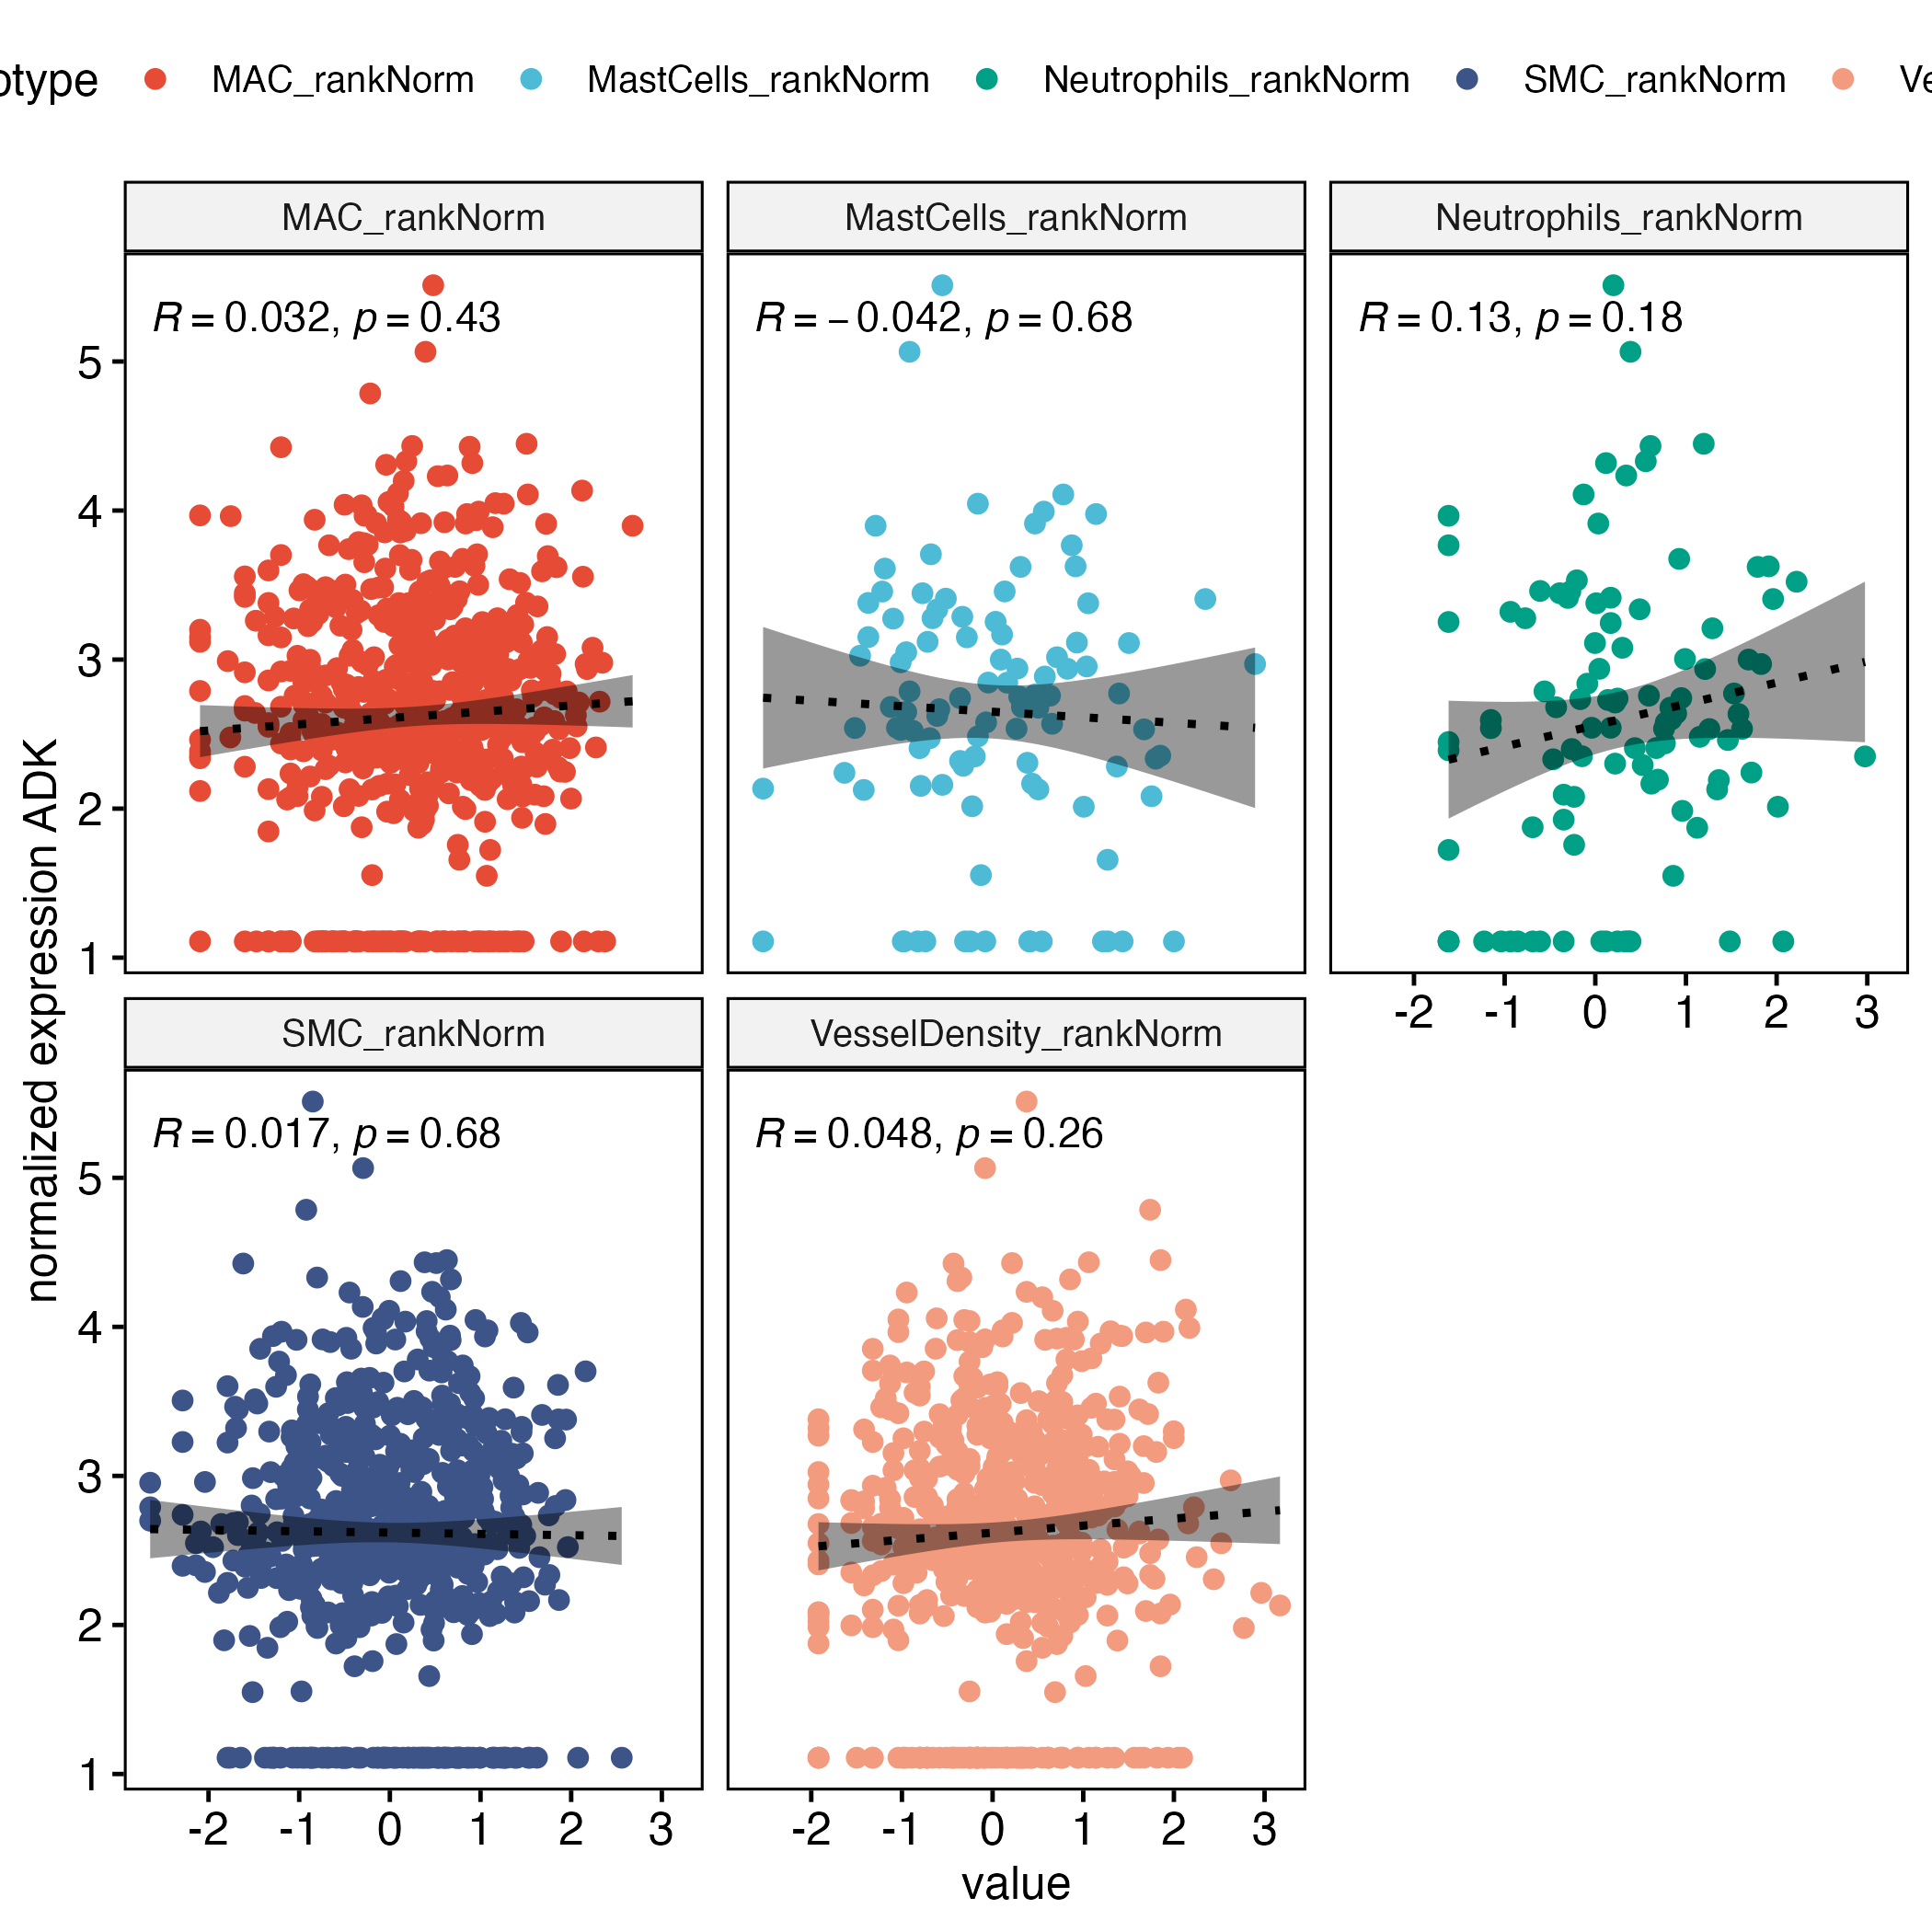 otype MAC_rankNorm MastCells_rankNorm Neutrophils_rankNorm SMC_rankNorm Ve
MAC_rankNorm MastCells_rankNorm Neutrophils_rankNorm
R = 0.032, p = 0.43 R = − 0.042, p = 0.68 R = 0.13, p = 0.18
5
4
3
2
1
-2 -1 0 1 2 3
normalized expression ADK
SMC_rankNorm VesselDensity_rankNorm
R = 0.017, p = 0.68 R = 0.048, p = 0.26
5
4
3
2
1
-2 -1 0 1 2 3 -2 -1 0 1 2 3
value